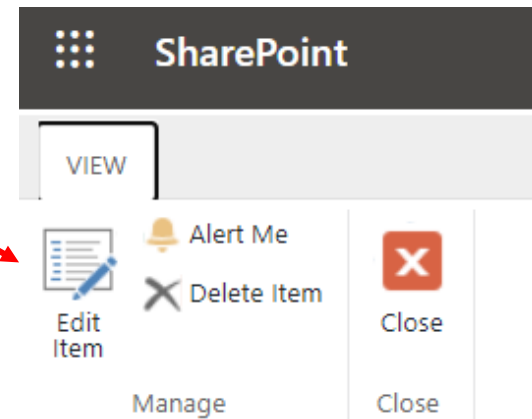 SharePoint
VIEW
Alert Me
Delete Item
Edit
Item
Close
Manage
Close